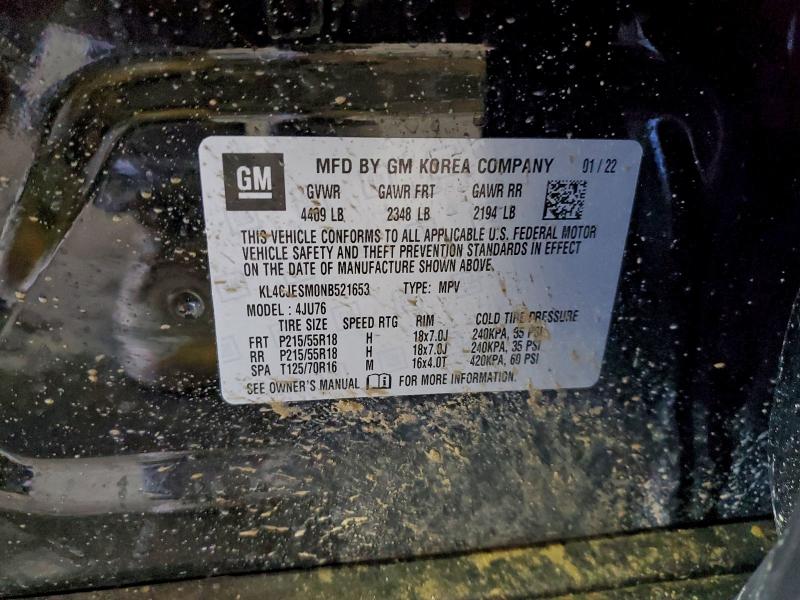 GM
MFD BY GM KOREA COMPANY 01 / 22
GVWR GAWR FRT GAWR RR
4409 LB 2348 LB 2194 LB
THIS VEHICLE CONFORMS TO ALL APPLICABLE U.S. FEDERAL MOTOR
VEHICLE SAFETY AND THEFT PREVENTION STANDARDS IN EFFECT
ON THE DATE OF MANUFACTURE SHOWN ABOVE.
KL4CJESM0NB521653 TYPE: MPV
MODEL : 4JU76
TIRE SIZE SPEED RTG RIM COLD TIRE PRESSURE
FRT P215/55R18 H 18x7.0J 240KPA, 35 PSI
RR P215/55R18 H 18x7.0J 240KPA, 35 PSI
SPA T125/70R16 M 16x4.0T 420KPA, 60 PSI
SEE OWNER'S MANUAL FOR MORE INFORMATION.